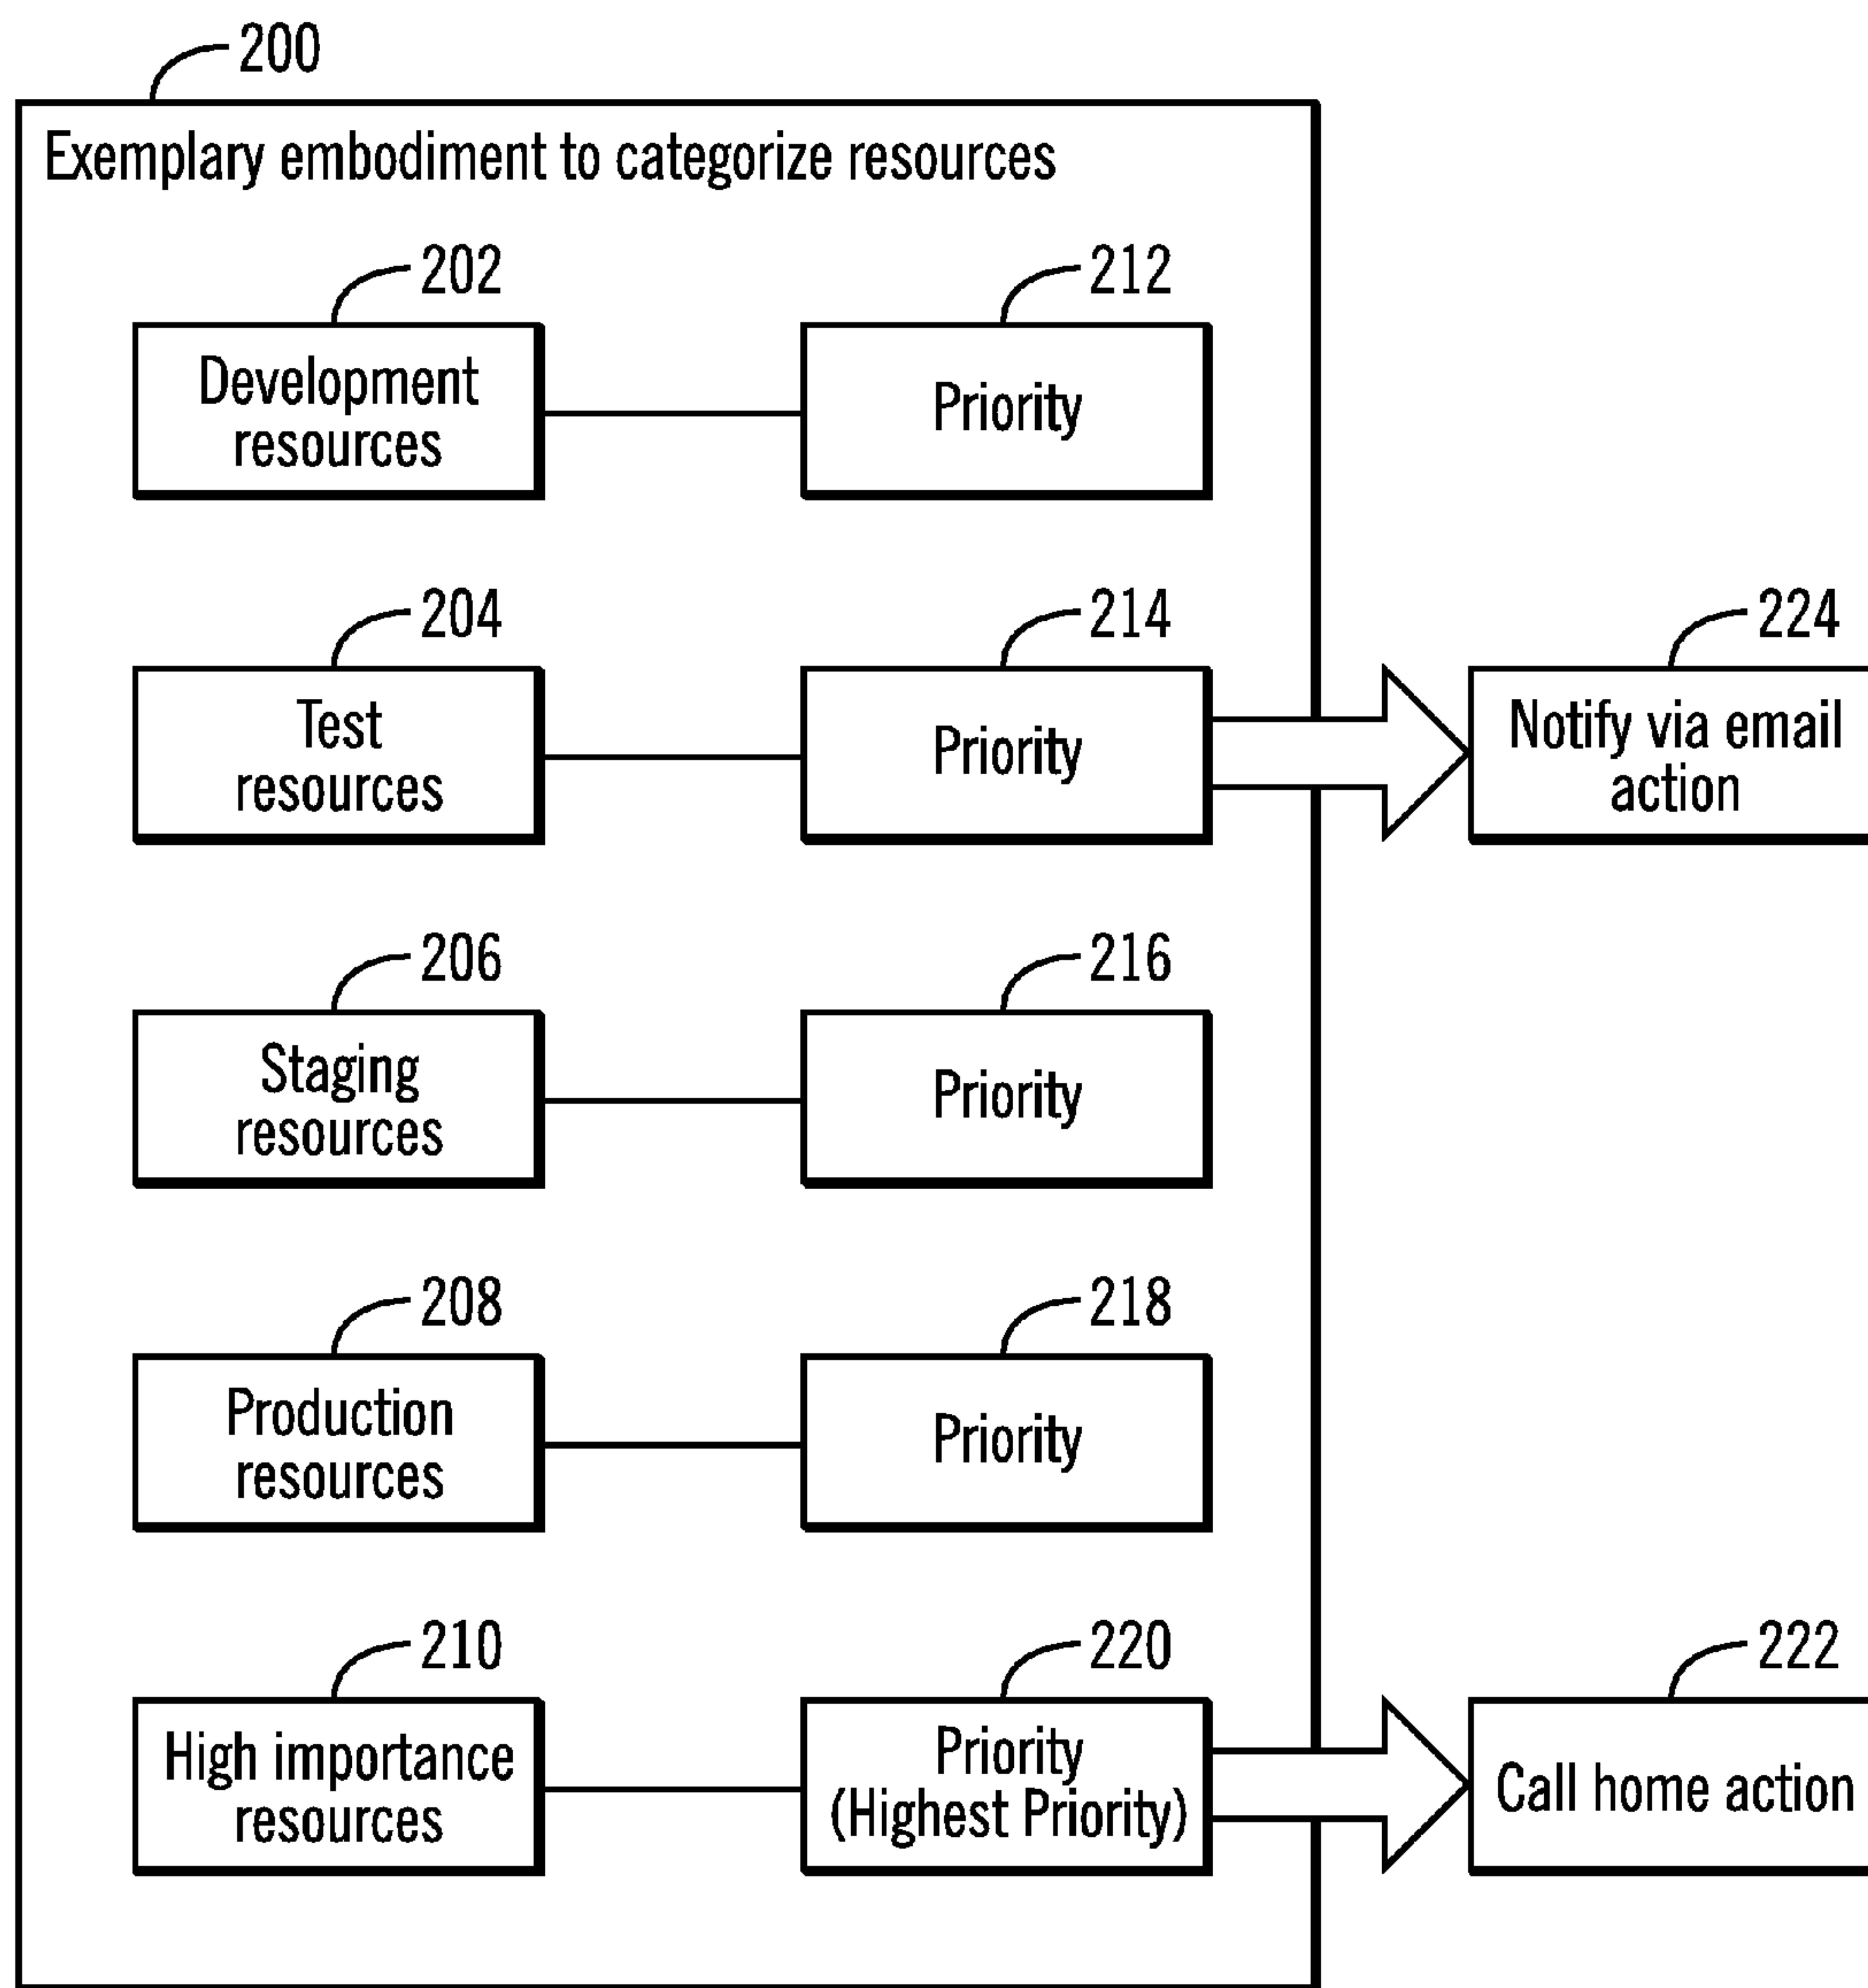 200
Exemplary embodiment to categorize resources
202
212
Development
resources
Priority
204
214
224
Test
resources
Priority
Notify via email
action
206
216
Staging
resources
Priority
208
218
Production
resources
Priority
210
220
222
High importance
resources
Priority
(Highest Priority)
Call home action